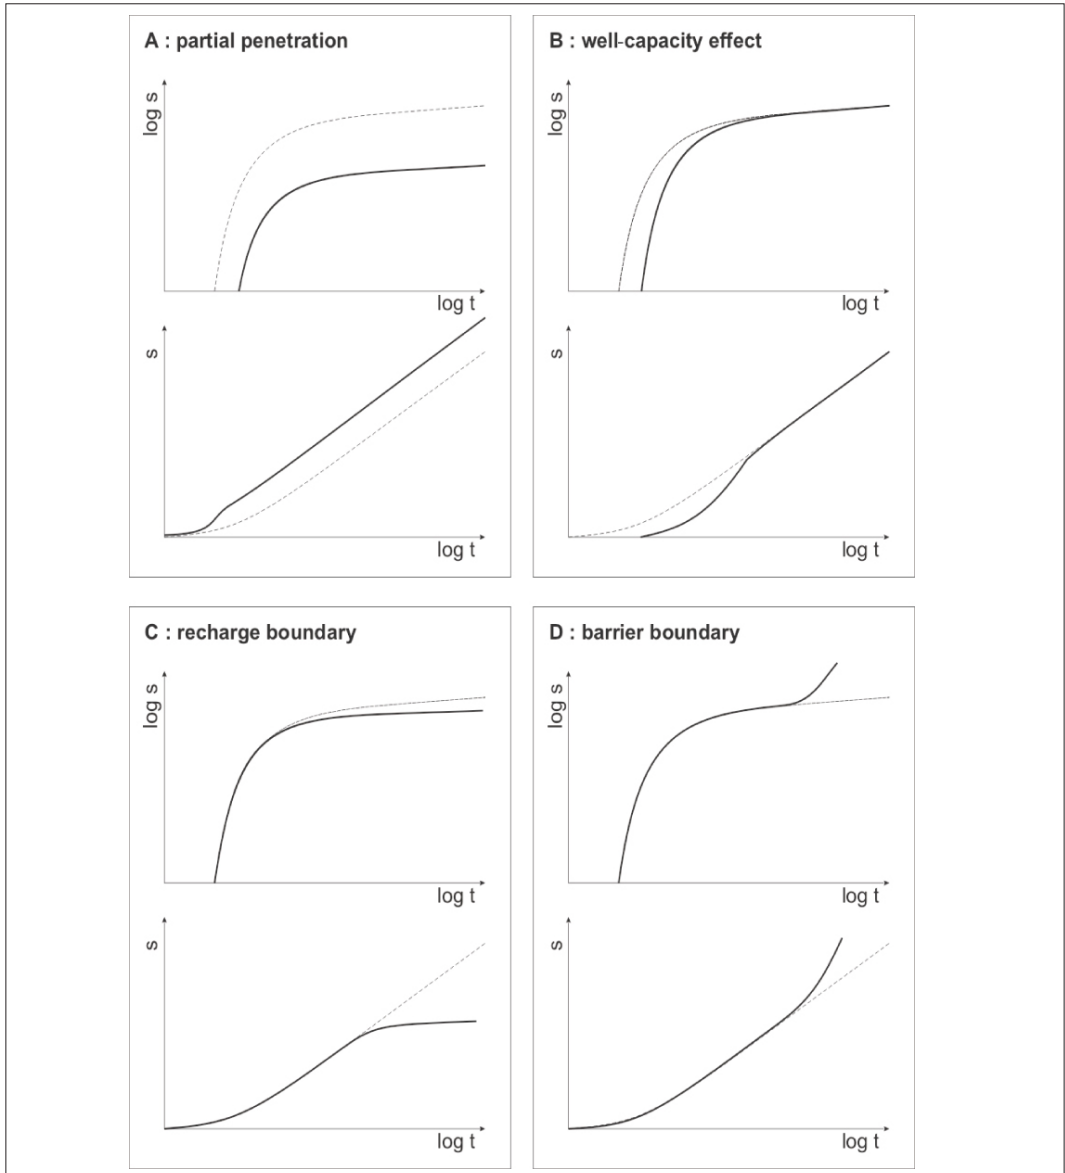 A : partial penetration
log s
log t
s
log t
B : well-capacity effect
log s
log t
s
log t
C : recharge boundary
log s
log t
s
log t
D : barrier boundary
log s
log t
s
log t